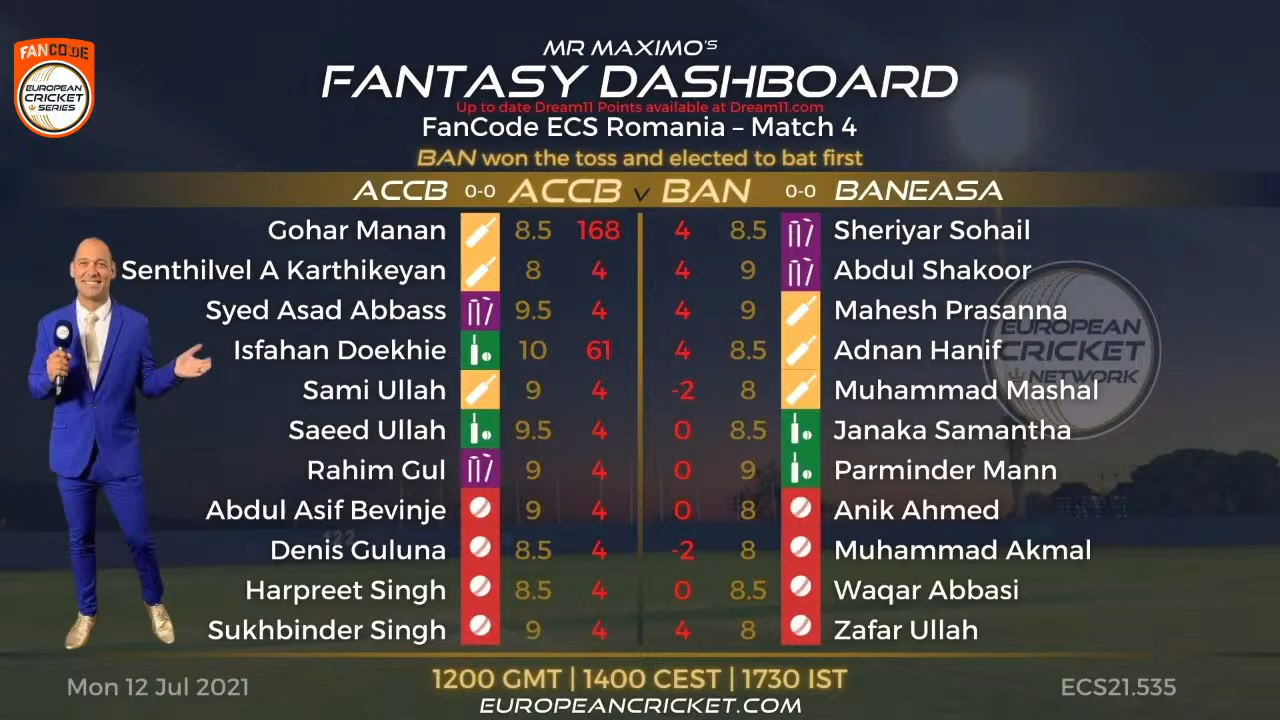 FANCODE
EUROPEAN
CRICKET
SERIES
MR MAXIMO'S
FANTASY DASHBOARD
Up to date Dream11 Points available at Dream11.com
FanCode ECS Romania – Match 4
BAN won the toss and elected to bat first
ACCB 0-0 ACCB v BAN 0-0 BANEASA
Gohar Manan 8.5 168 4 8.5 Sheriyar Sohail
Senthilvel A Karthikeyan 8 4 4 9 Abdul Shakoor
Syed Asad Abbass 9.5 4 4 9 Mahesh Prasanna
Isfahan Doekhie 10 61 4 8.5 Adnan Hanif
Sami Ullah 9 4 -2 8 Muhammad Mashal
Saeed Ullah 9.5 4 0 8.5 Janaka Samantha
Rahim Gul 9 4 0 9 Parminder Mann
Abdul Asif Bevinje 9 4 0 8 Anik Ahmed
Denis Guluna 8.5 4 -2 8 Muhammad Akmal
Harpreet Singh 8.5 4 0 8.5 Waqar Abbasi
Sukhbinder Singh 9 4 4 8 Zafar Ullah
EUROPEAN
CRICKET
NETWORK
Mon 12 Jul 2021
1200 GMT | 1400 CEST | 1730 IST
EUROPEANCRICKET.COM
ECS21.535